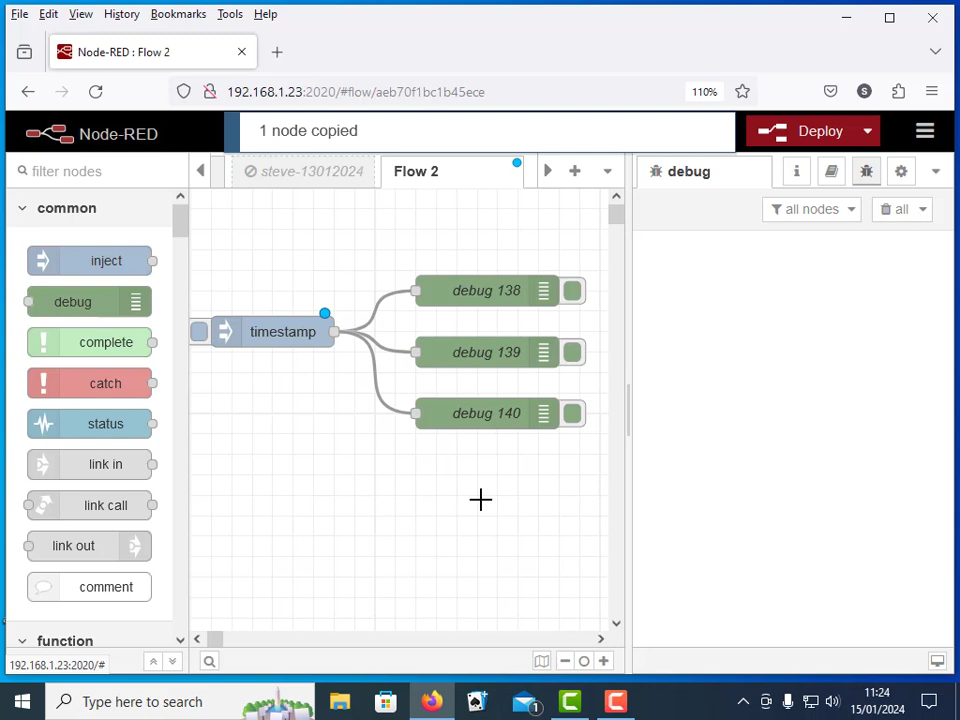 File Edit View History Bookmarks Tools Help
Node-RED : Flow 2
192.168.1.23:2020/#flow/aeb70f1bc1b45ece
110%
S
Node-RED
1 node copied
Deploy
filter nodes
steve-13012024
Flow 2
debug
i
all nodes
all
common
inject
debug
complete
catch
status
link in
link call
link out
comment
function
timestamp
debug 138
debug 139
debug 140
192.168.1.23:2020/#
Type here to search
1
11:24
15/01/2024